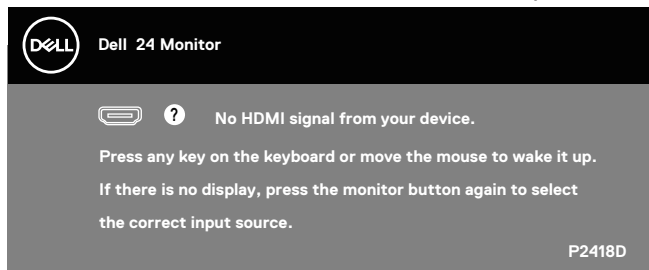 DELL
Dell 24 Monitor
? No HDMI signal from your device.
Press any key on the keyboard or move the mouse to wake it up.
If there is no display, press the monitor button again to select
the correct input source.
P2418D